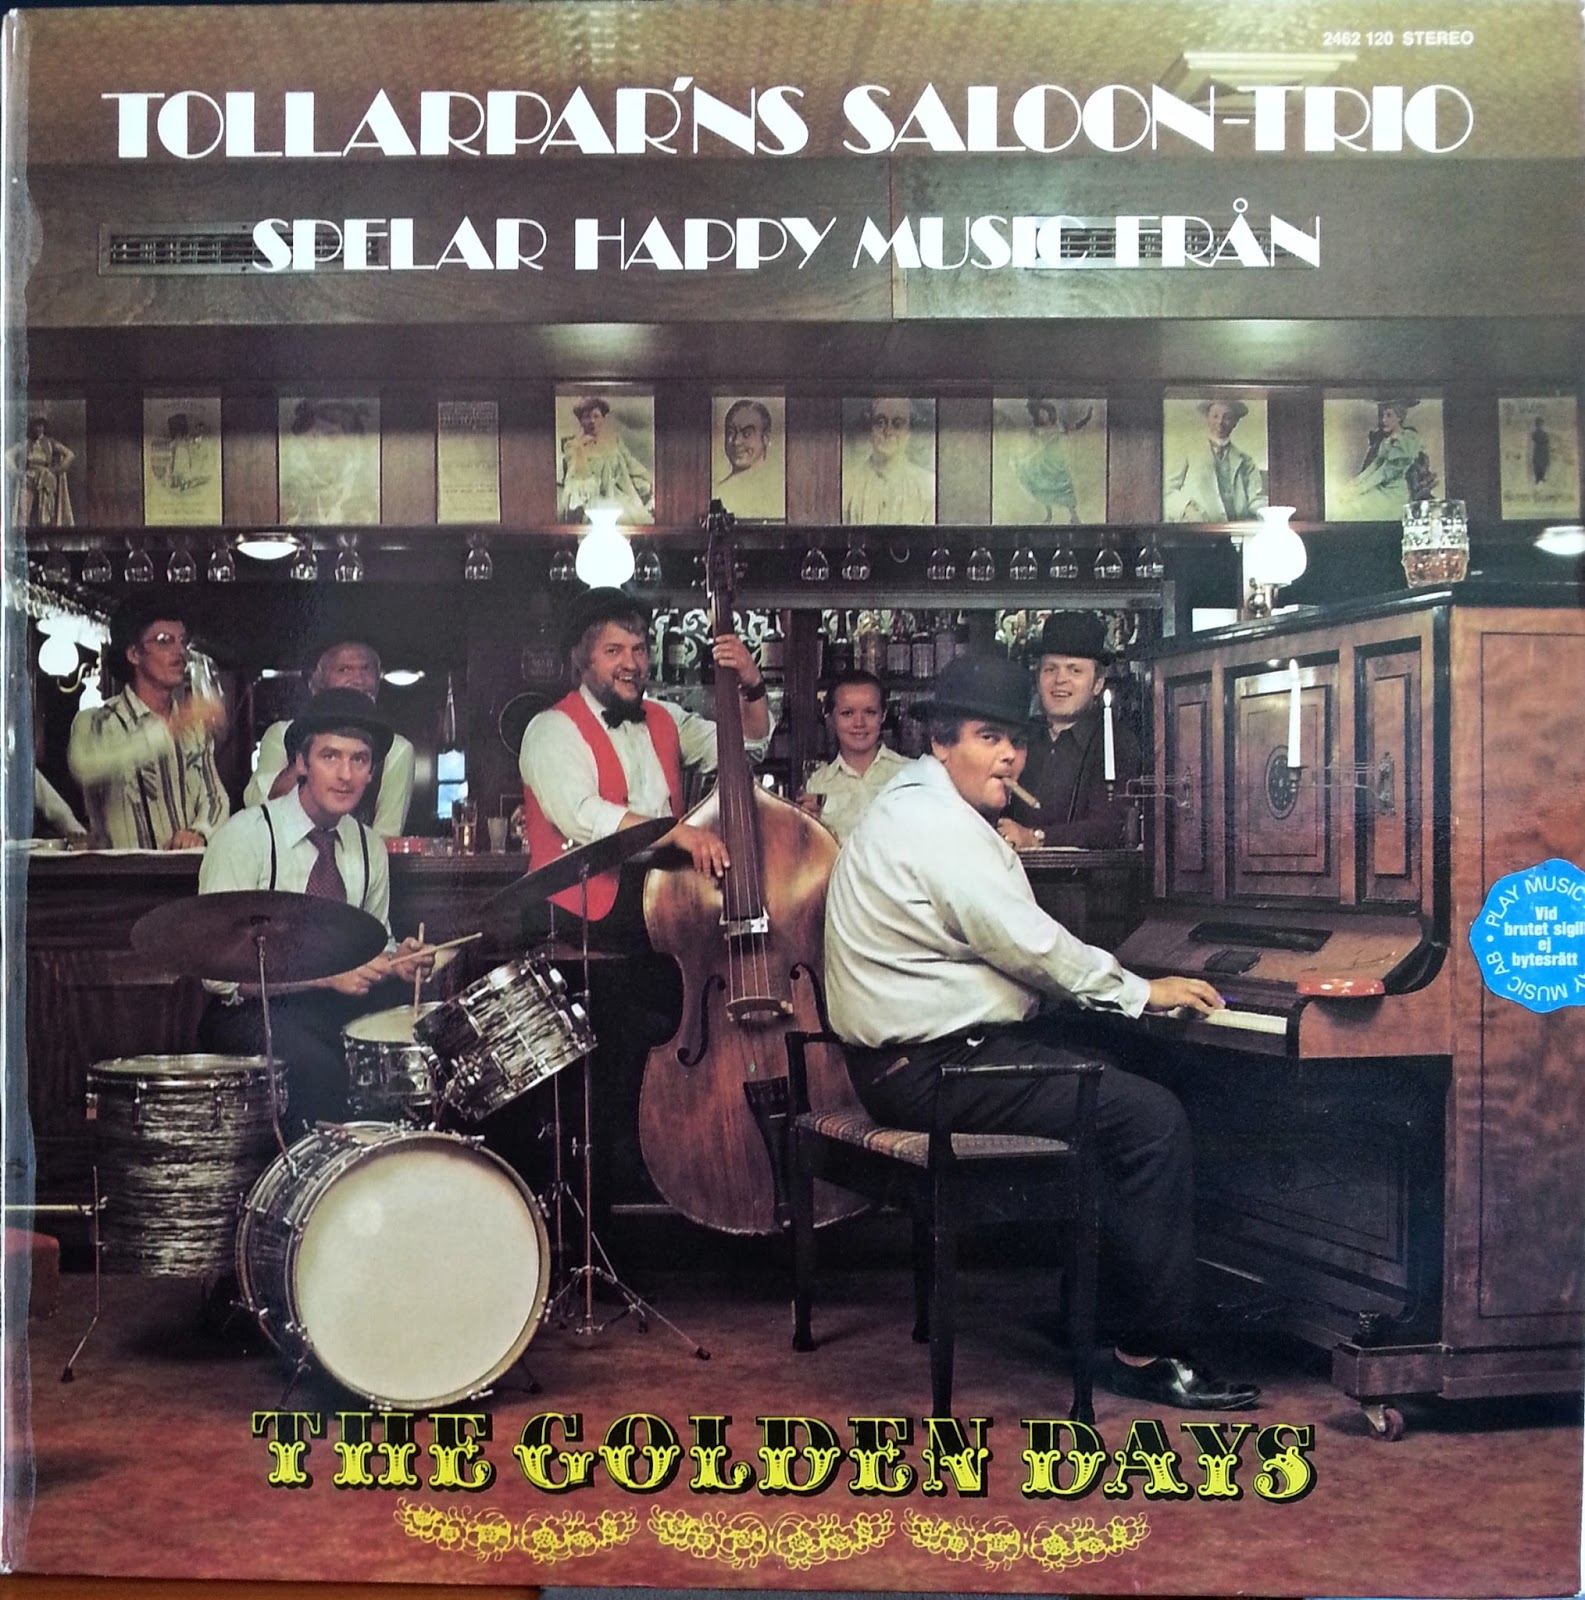 2462 120 STEREO
TOLLARPAR'NS SALOON-TRIO
SPELAR HAPPY MUSIC FRÅN
PLAY MUSIC
Vid
brutet sigill
ej
bytesrätt
PLAY MUSIC AB
THE GOLDEN DAYS